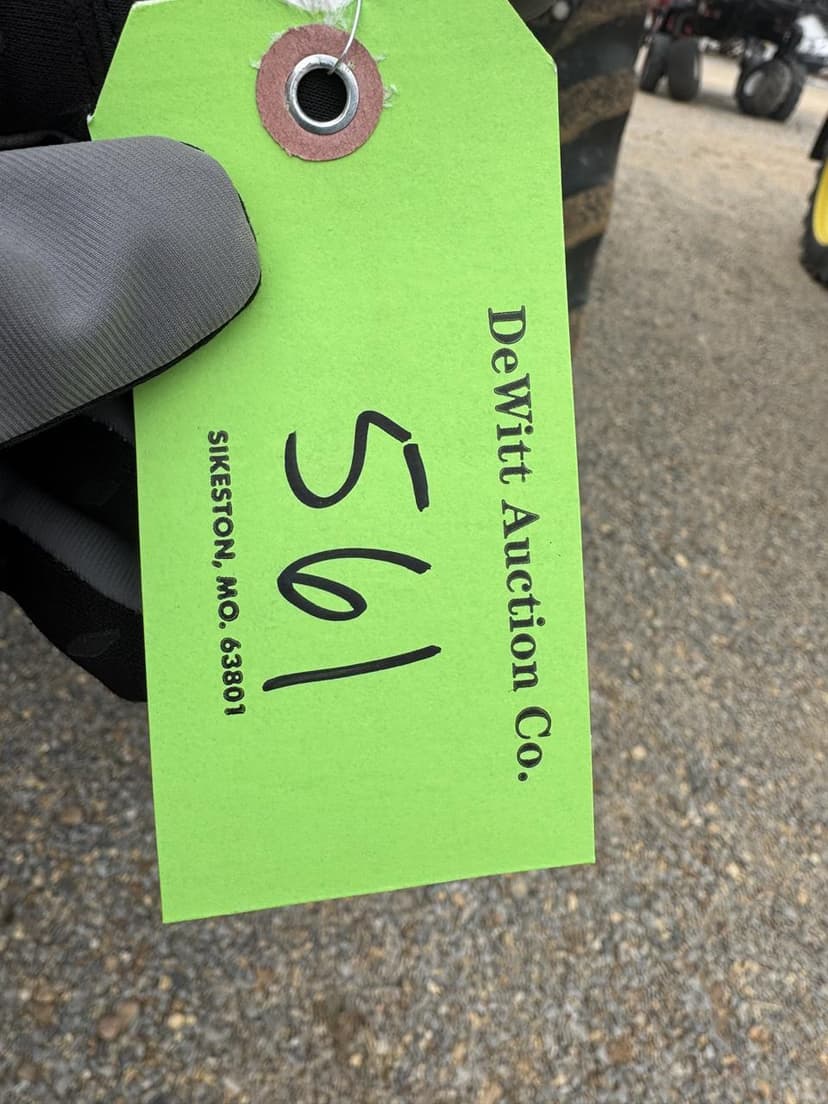 DeWitt Auction Co.
561
SIKESTON, MO. 63801